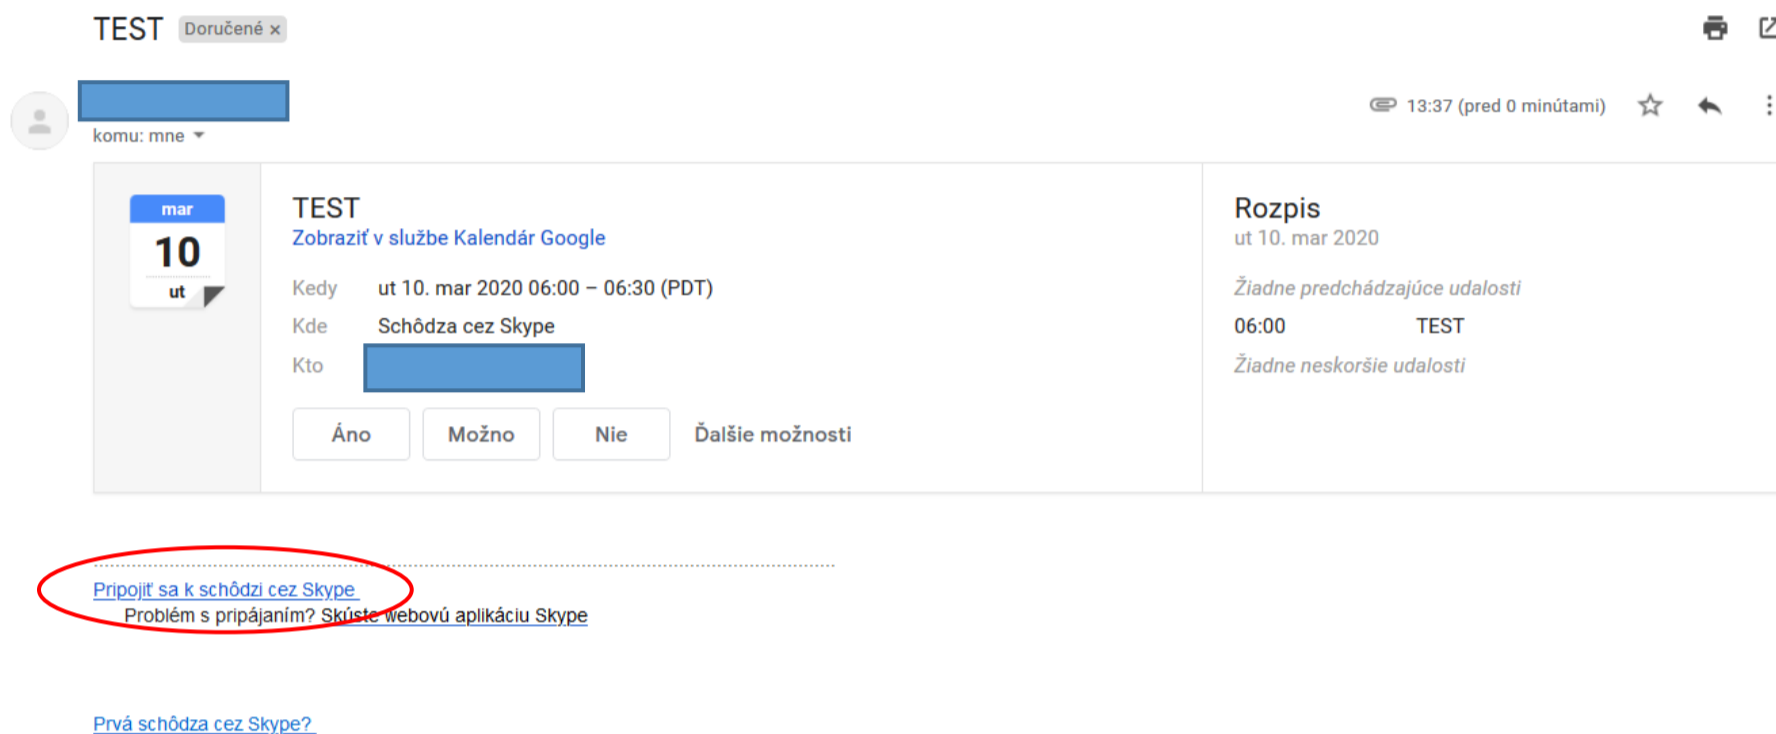 TEST Doručené ×
13:37 (pred 0 minútami)
komu: mne
mar
10
ut
TEST
Zobraziť v službe Kalendár Google
Kedy ut 10. mar 2020 06:00 – 06:30 (PDT)
Kde Schôdza cez Skype
Kto
Áno Možno Nie Ďalšie možnosti
Rozpis
ut 10. mar 2020
Žiadne predchádzajúce udalosti
06:00 TEST
Žiadne neskoršie udalosti
Pripojiť sa k schôdzi cez Skype
Problém s pripájaním? Skúste webovú aplikáciu Skype
Prvá schôdza cez Skype?